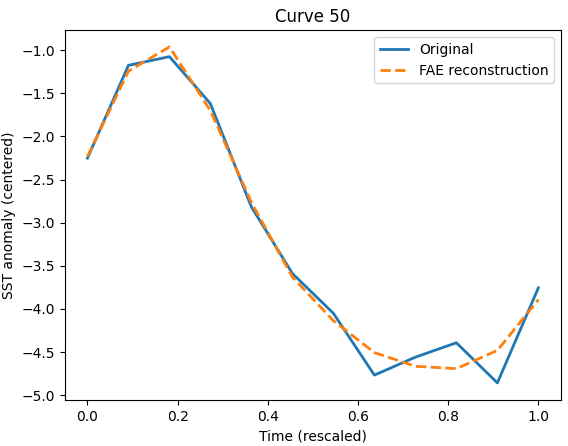 Curve 50
Original
FAE reconstruction
SST anomaly (centered)
−1.0
−1.5
−2.0
−2.5
−3.0
−3.5
−4.0
−4.5
−5.0
0.0 0.2 0.4 0.6 0.8 1.0
Time (rescaled)